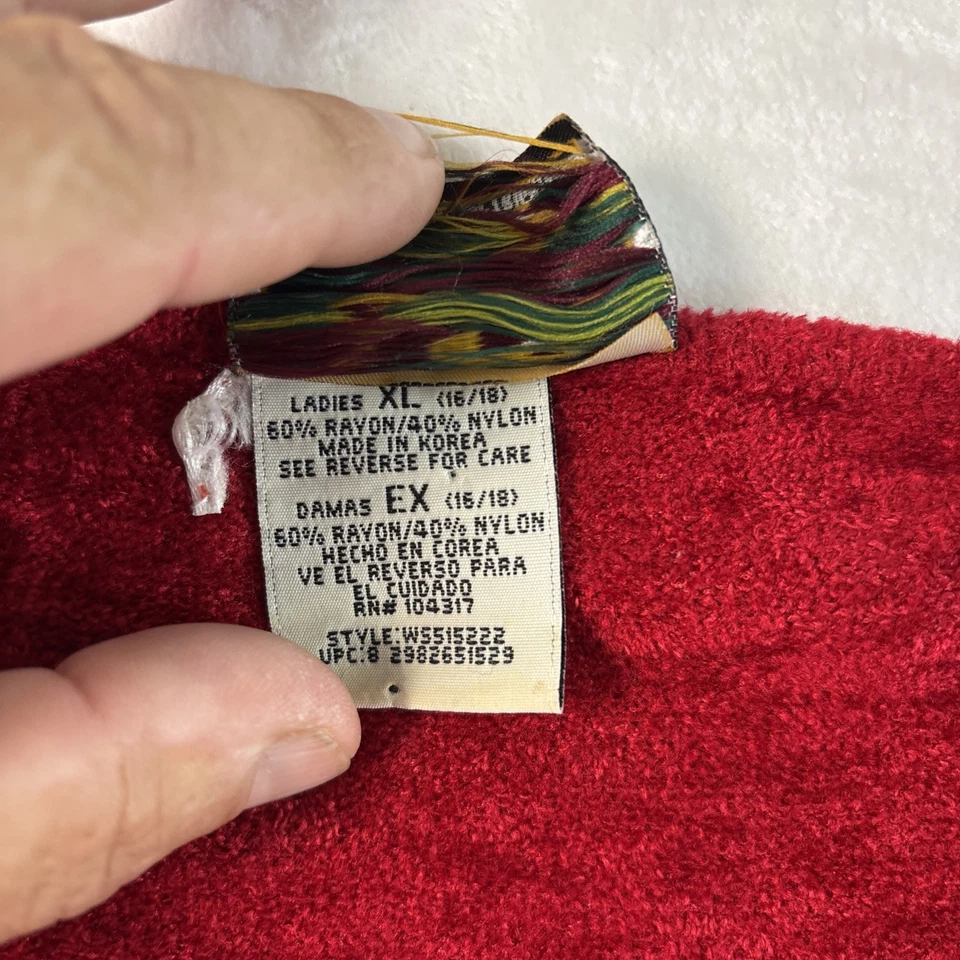 LADIES XL (16/18)
60% RAYON/40% NYLON
MADE IN KOREA
SEE REVERSE FOR CARE
DAMAS EX (16/18)
60% RAYON/40% NYLON
HECHO EN COREA
VE EL REVERSO PARA
EL CUIDADO
RN# 104317
STYLE:WS515222
UPC:8 2982651529